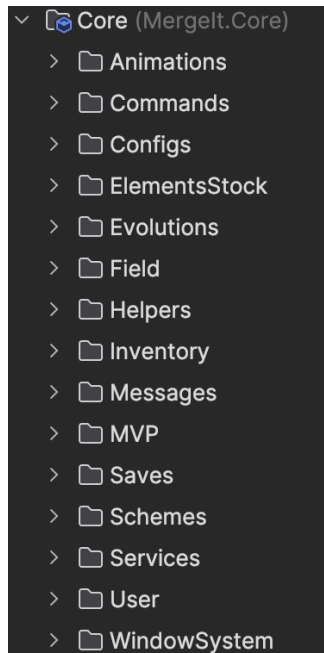 Core (MergeIt.Core)
Animations
Commands
Configs
ElementsStock
Evolutions
Field
Helpers
Inventory
Messages
MVP
Saves
Schemes
Services
User
WindowSystem